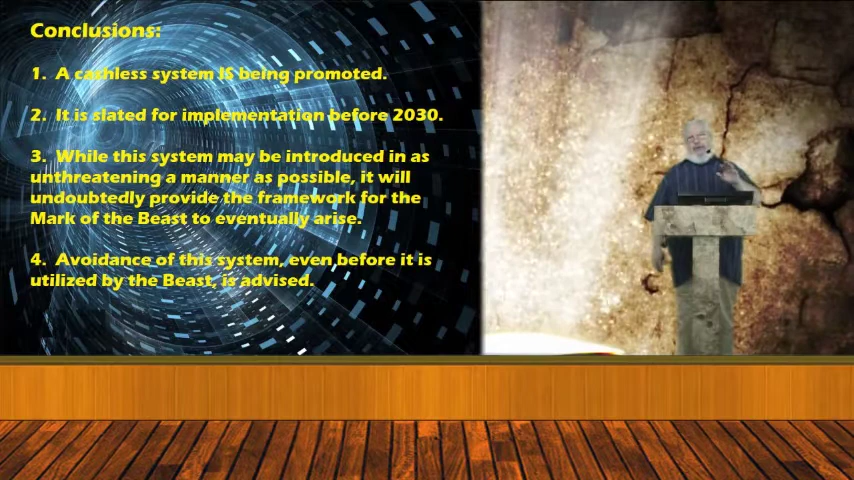 Conclusions:
1. A cashless system IS being promoted.
2. It is slated for implementation before 2030.
3. While this system may be introduced in as
unthreatening a manner as possible, it will
undoubtedly provide the framework for the
Mark of the Beast to eventually arise.
4. Avoidance of this system, even before it is
utilized by the Beast, is advised.